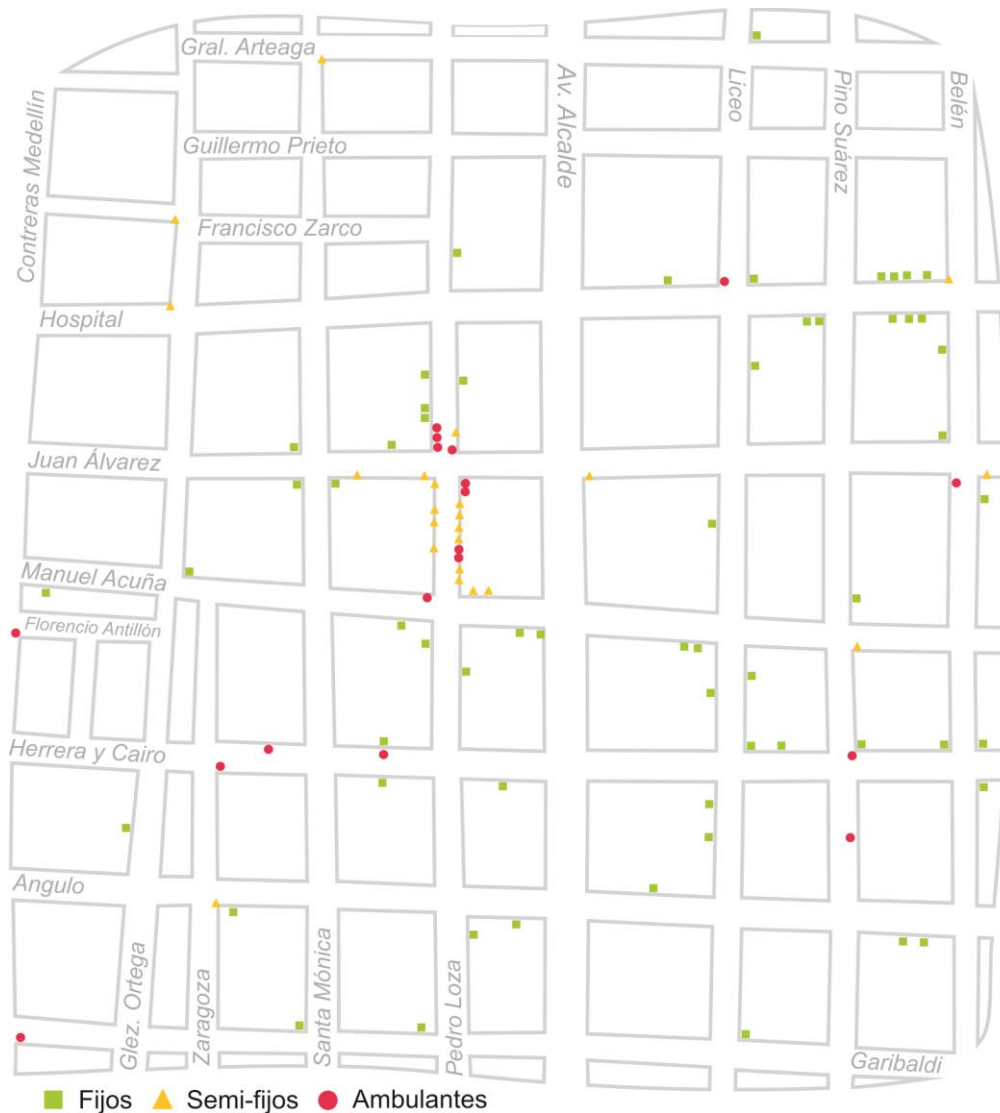 Gral. Arteaga
Contreras Medellín
Guillermo Prieto
Av. Alcalde
Liceo
Pino Suárez
Belén
Francisco Zarco
Hospital
Juan Álvarez
Manuel Acuña
Florencio Antillón
Herrera y Cairo
Angulo
Glez. Ortega
Zaragoza
Santa Mónica
Pedro Loza
Garibaldi
Fijos Semi-fijos Ambulantes